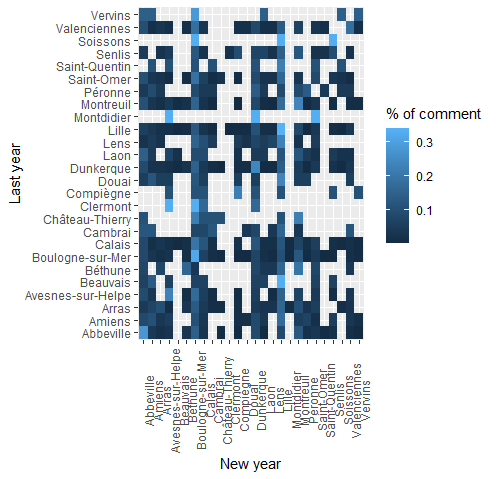 Vervins
Valenciennes
Soissons
Senlis
Saint-Quentin
Saint-Omer
Péronne
Montreuil
Montdidier
Lille
Lens
Laon
Dunkerque
Douai
Compiègne
Clermont
Château-Thierry
Cambrai
Calais
Boulogne-sur-Mer
Béthune
Beauvais
Avesnes-sur-Helpe
Arras
Amiens
Abbeville
Last year
% of comment
0.3
0.2
0.1
Abbeville
Amiens
Arras
Avesnes-sur-Helpe
Beauvais
Béthune
Boulogne-sur-Mer
Calais
Cambrai
Château-Thierry
Clermont
Compiègne
Douai
Dunkerque
Laon
Lens
Lille
Montdidier
Montreuil
Péronne
Saint-Omer
Saint-Quentin
Senlis
Soissons
Valenciennes
Vervins
New year